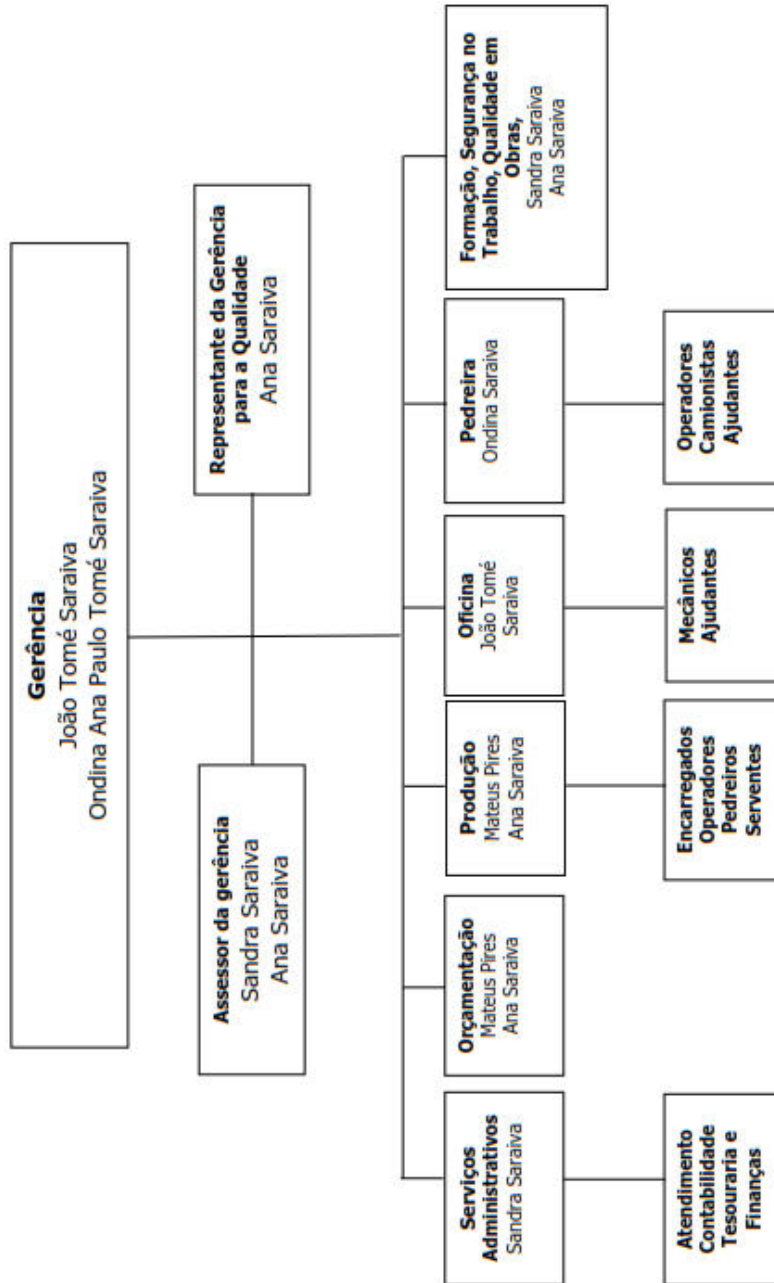 Gerência
João Tomé Saraiva
Ondina Ana Paulo Tomé Saraiva
Assessor da gerência
Sandra Saraiva
Ana Saraiva
Representante da Gerência
para a Qualidade
Ana Saraiva
Serviços
Administrativos
Sandra Saraiva
Orçamentação
Mateus Pires
Ana Saraiva
Produção
Mateus Pires
Ana Saraiva
Oficina
João Tomé
Saraiva
Pedreira
Ondina Saraiva
Formação, Segurança no
Trabalho, Qualidade em
Obras,
Sandra Saraiva
Ana Saraiva
Atendimento
Contabilidade
Tesouraria e
Finanças
Encarregados
Operadores
Pedreiros
Serventes
Mecânicos
Ajudantes
Operadores
Camionistas
Ajudantes